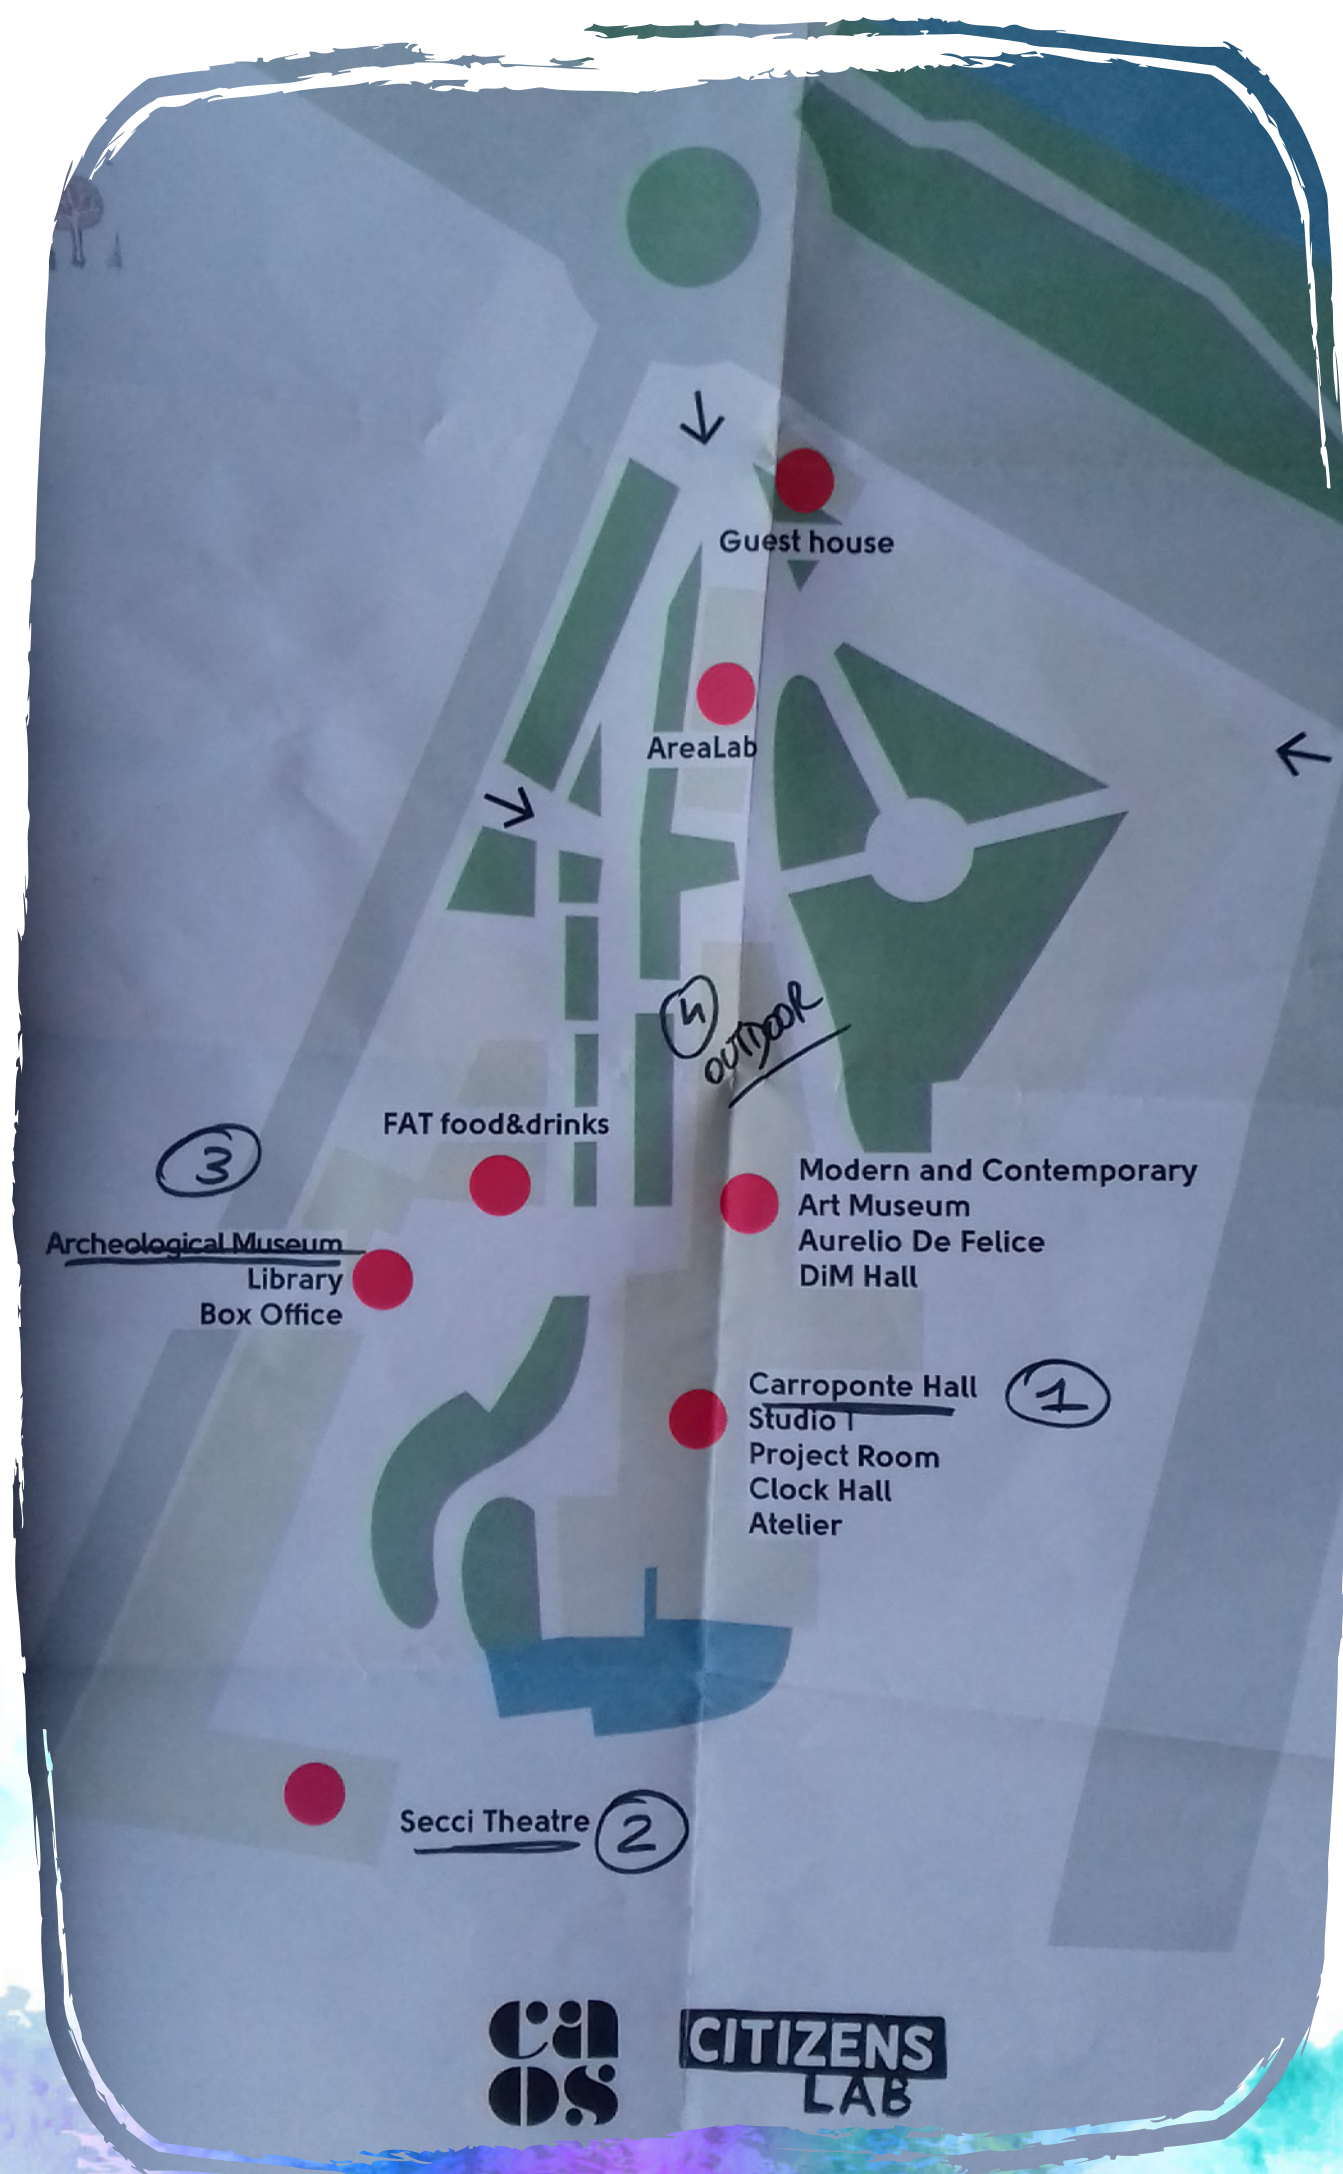 Guest house
AreaLab
4
OUTDOOR
FAT food&drinks
3
Archeological Museum
Library
Box Office
Modern and Contemporary
Art Museum
Aurelio De Felice
DiM Hall
Carroponte Hall
1
Studio 1
Project Room
Clock Hall
Atelier
Secci Theatre
2
caos
CITIZENS
LAB